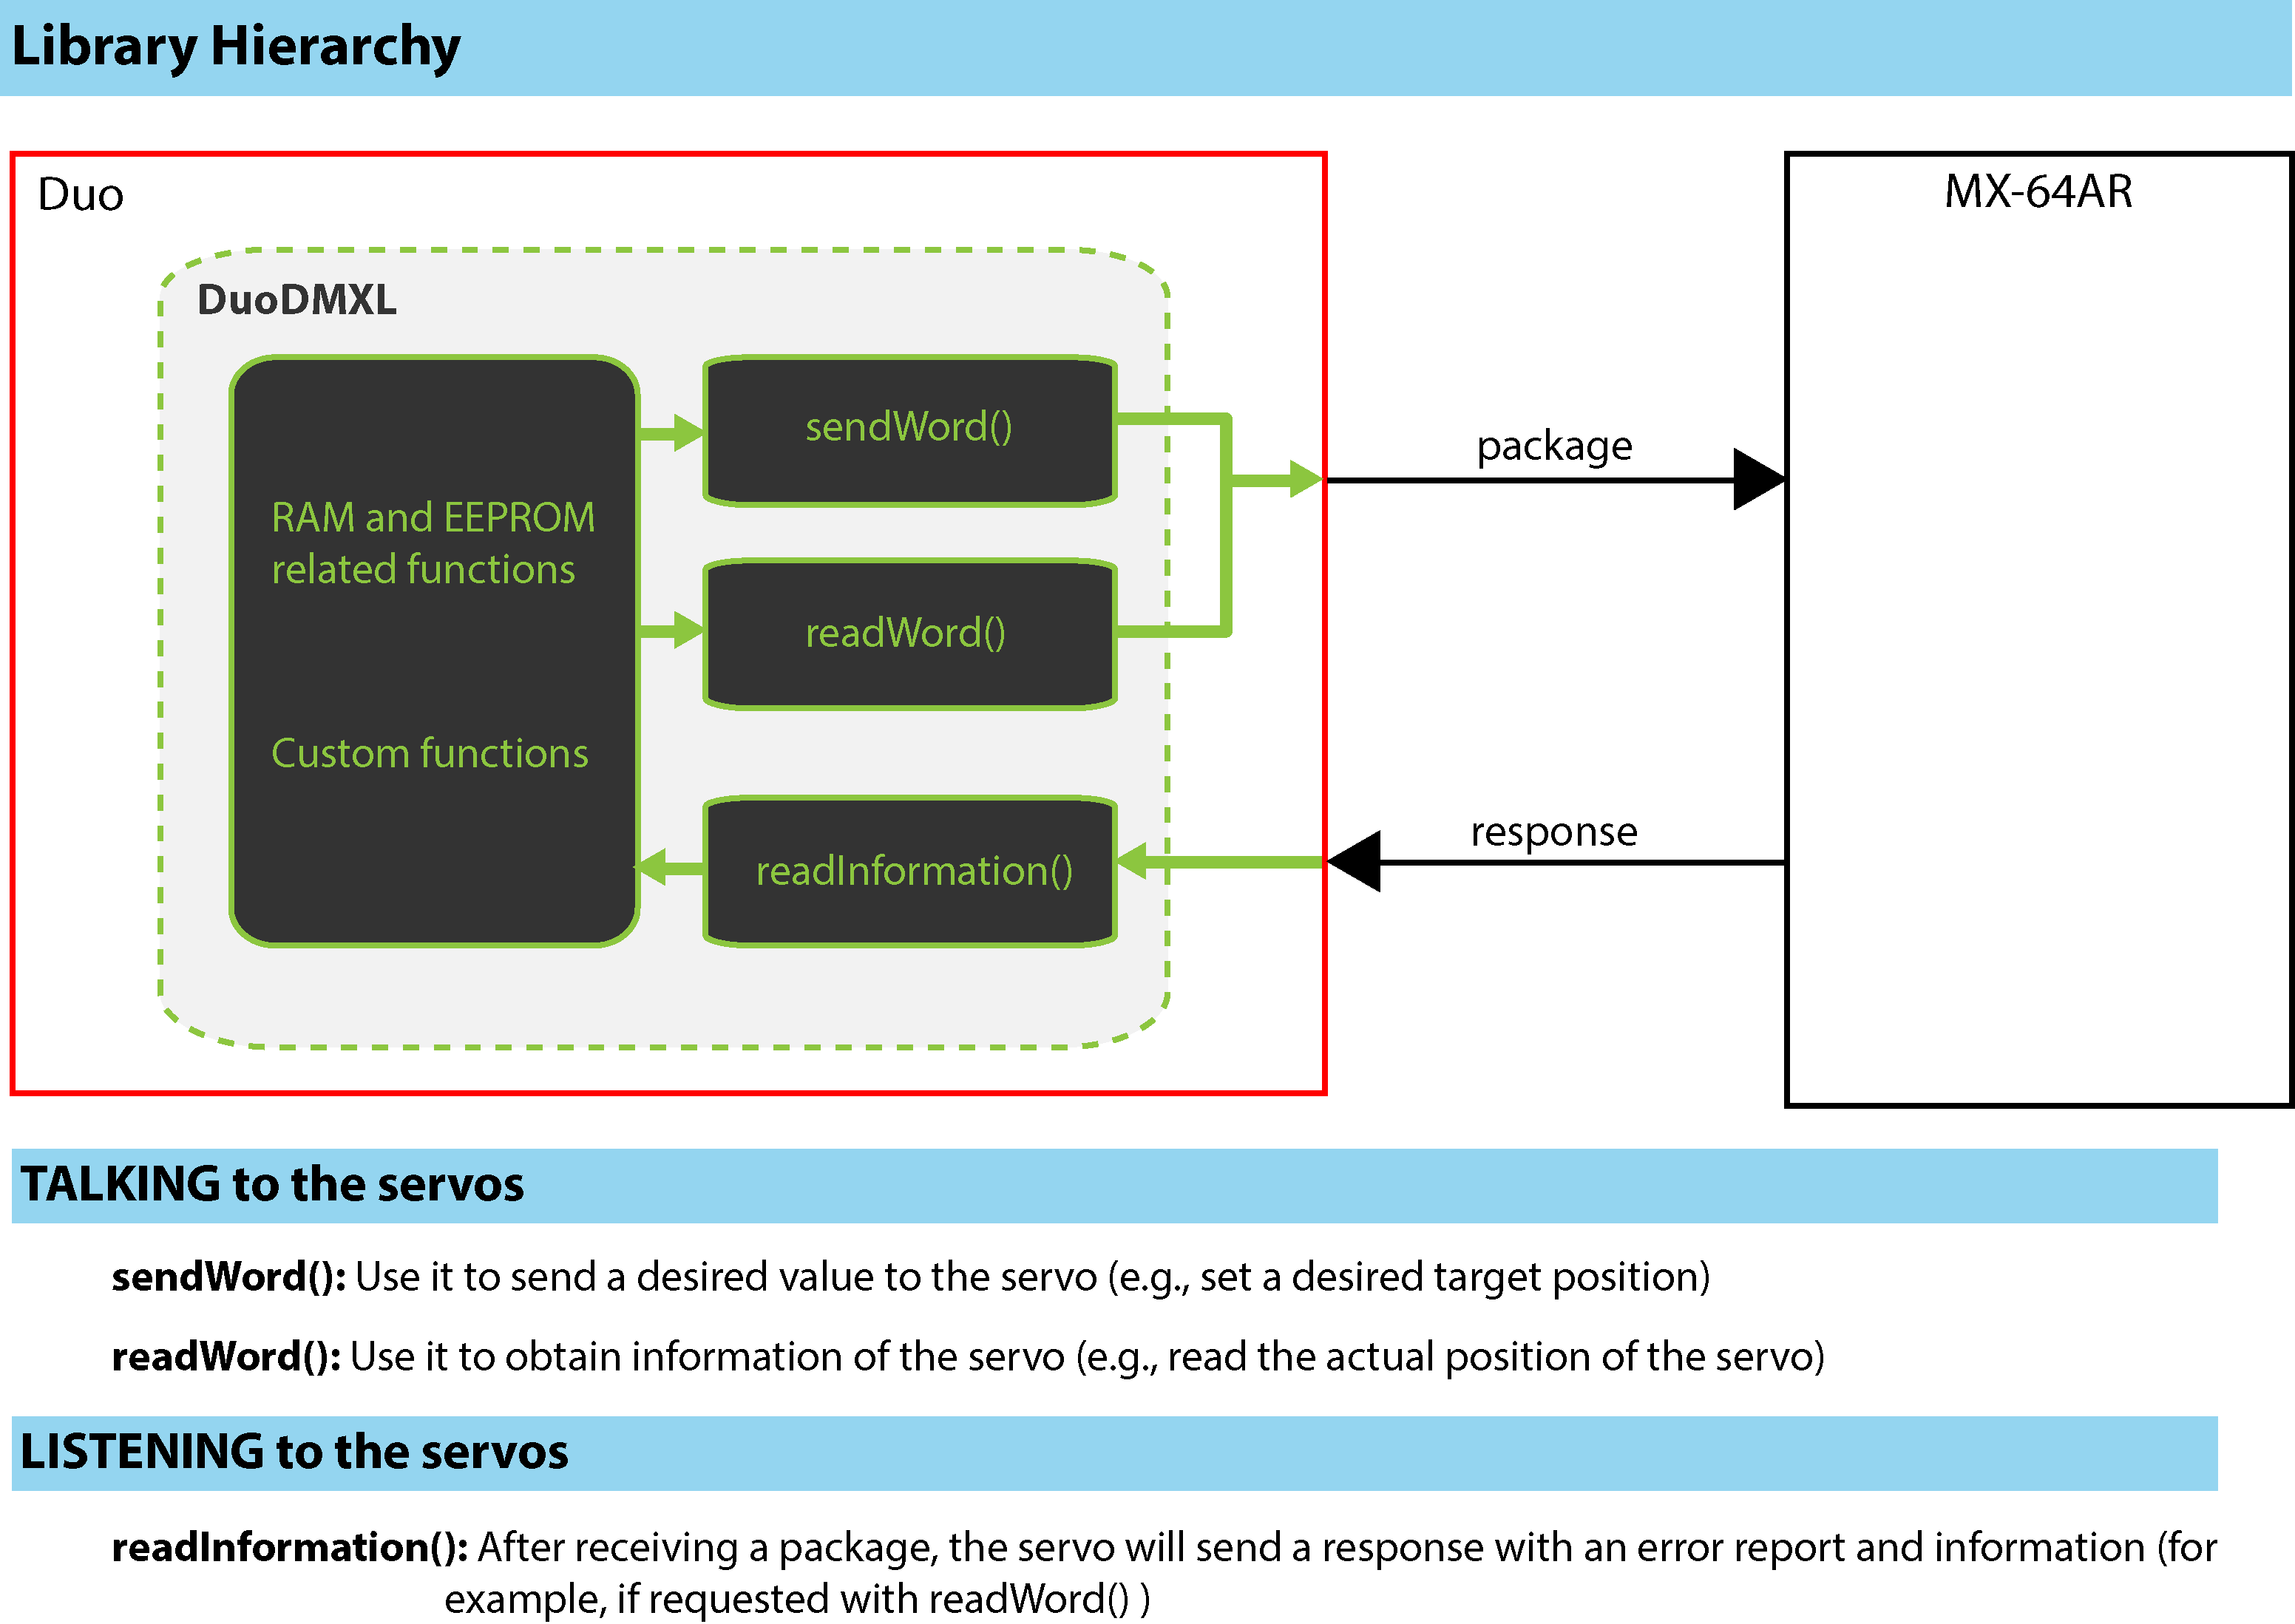 Library Hierarchy
Duo
MX-64AR
DuoDMXL
sendWord()
package
RAM and EEPROM
related functions
readWord()
Custom functions
response
readInformation()
TALKING to the servos
sendWord(): Use it to send a desired value to the servo (e.g., set a desired target position)
readWord(): Use it to obtain information of the servo (e.g., read the actual position of the servo)
LISTENING to the servos
readInformation(): After receiving a package, the servo will send a response with an error report and information (for
example, if requested with readWord() )